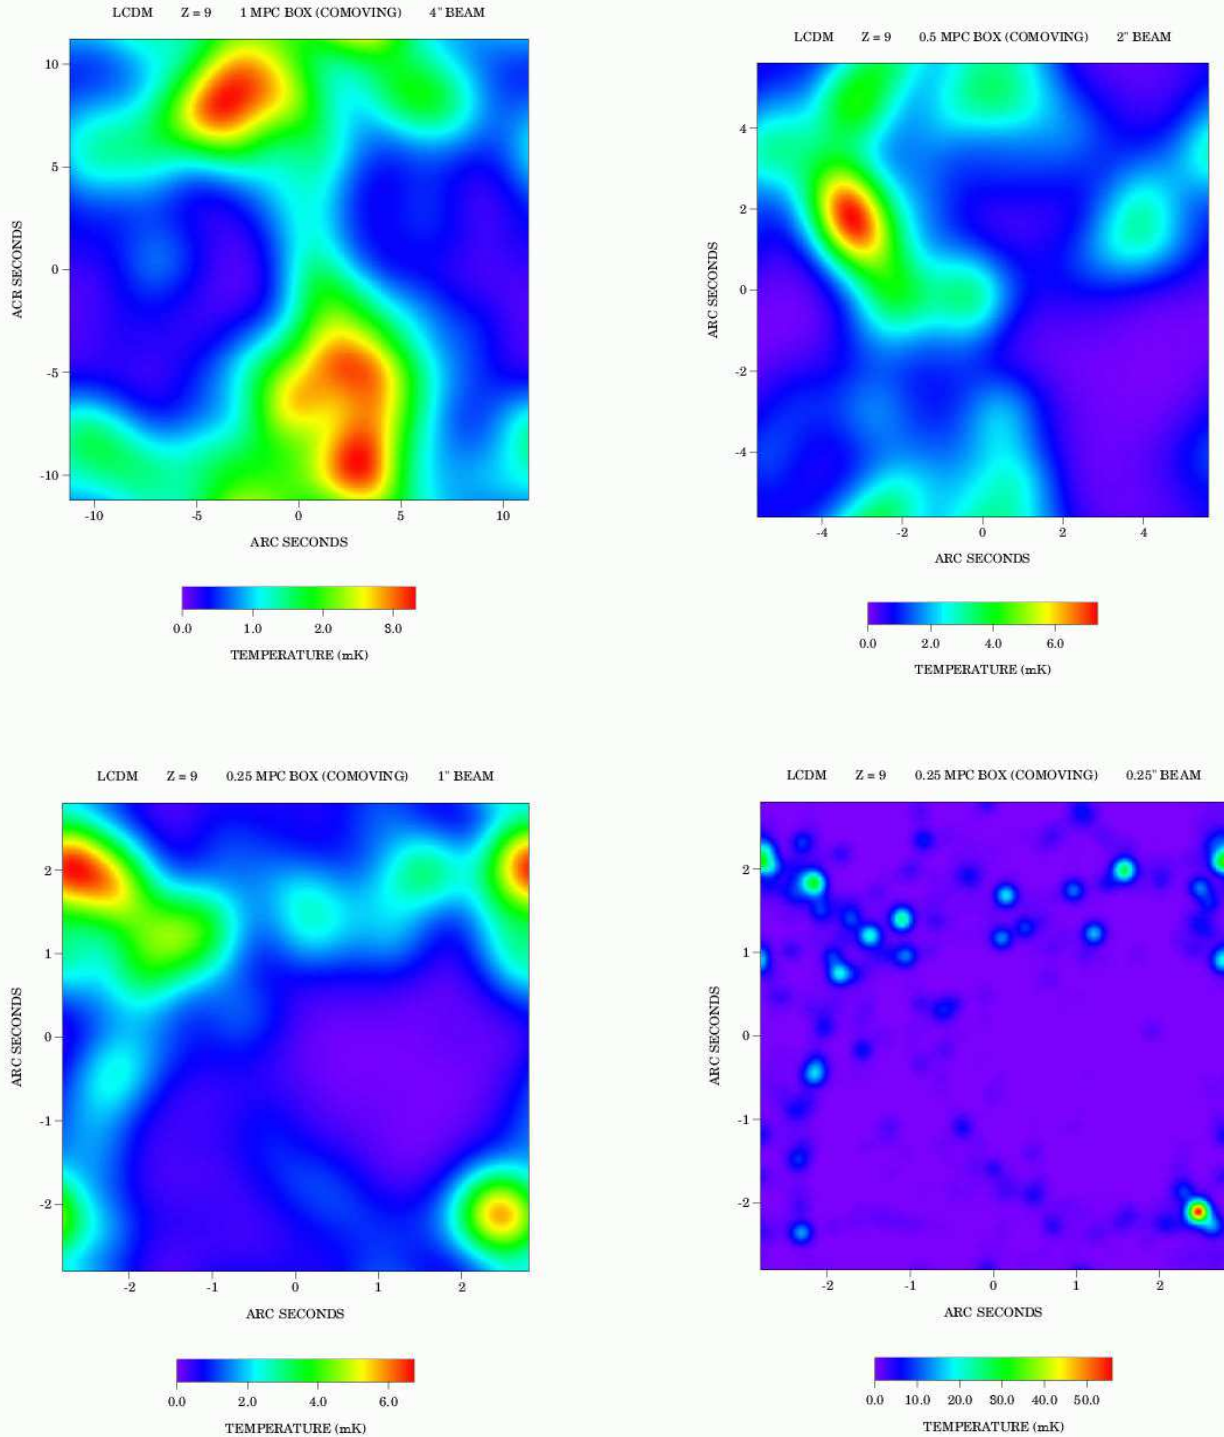 LCDM Z = 9 1 MPC BOX (COMOVING) 4" BEAM
10
5
0
-5
-10
ACR SECONDS
-10 -5 0 5 10
ARC SECONDS
0.0 1.0 2.0 3.0
TEMPERATURE (mK)
LCDM Z = 9 0.5 MPC BOX (COMOVING) 2" BEAM
4
2
0
-2
-4
ARC SECONDS
-4 -2 0 2 4
ARC SECONDS
0.0 2.0 4.0 6.0
TEMPERATURE (mK)
LCDM Z = 9 0.25 MPC BOX (COMOVING) 1" BEAM
2
1
0
-1
-2
ARC SECONDS
-2 -1 0 1 2
ARC SECONDS
0.0 2.0 4.0 6.0
TEMPERATURE (mK)
LCDM Z = 9 0.25 MPC BOX (COMOVING) 0.25" BEAM
2
1
0
-1
-2
ARC SECONDS
-2 -1 0 1 2
ARC SECONDS
0.0 10.0 20.0 30.0 40.0 50.0
TEMPERATURE (mK)